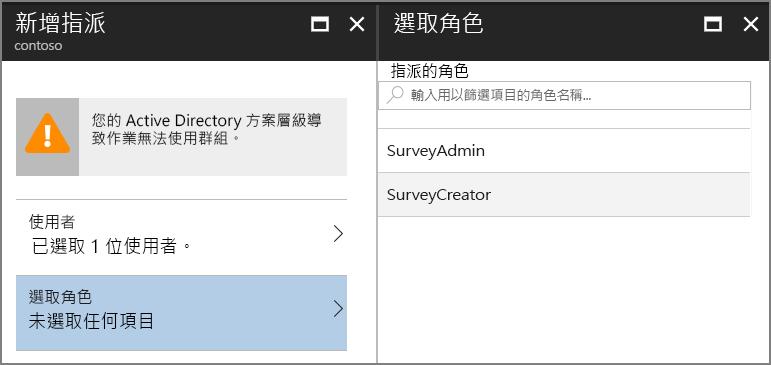 新增指派
contoso
您的 Active Directory 方案層級導
致作業無法使用群組。
使用者
已選取 1 位使用者。
選取角色
未選取任何項目
選取角色
指派的角色
輸入用以篩選項目的角色名稱...
SurveyAdmin
SurveyCreator